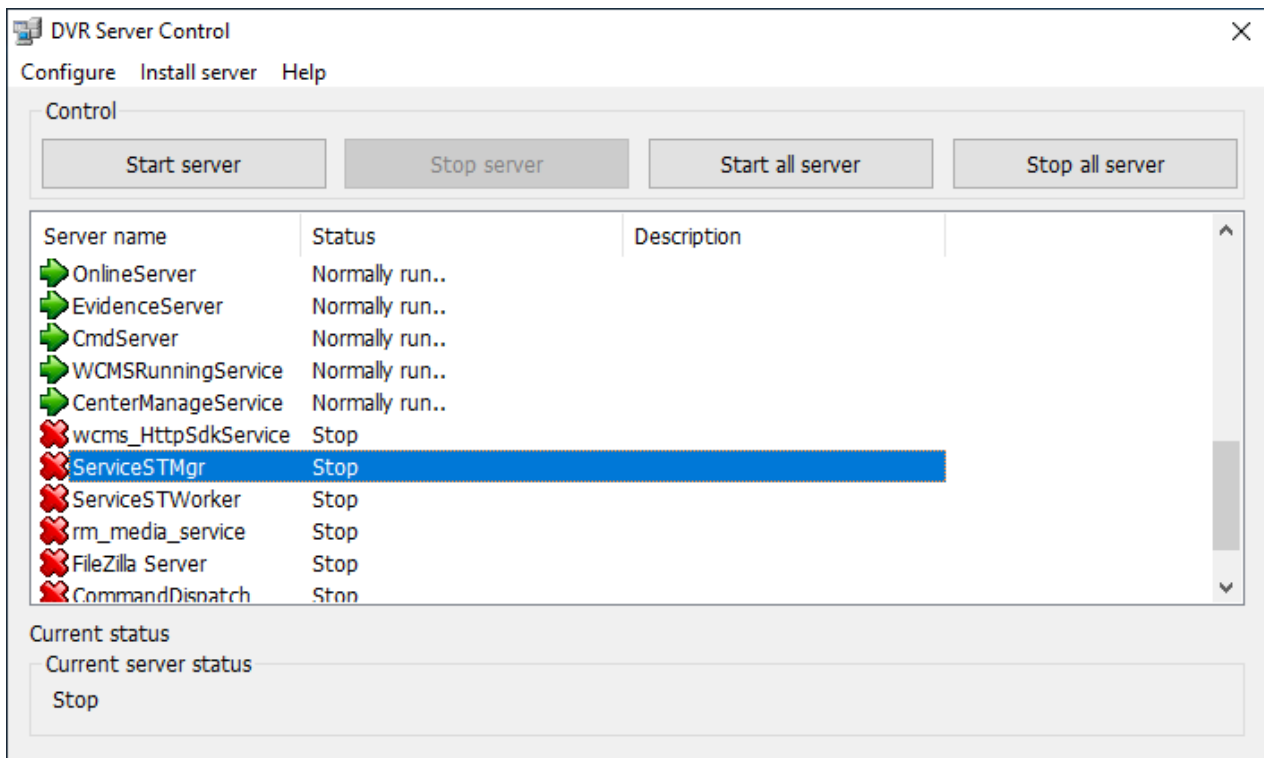 DVR Server Control
Configure Install server Help
Control
Start server Stop server Start all server Stop all server
Server name Status Description
OnlineServer Normally run..
EvidenceServer Normally run..
CmdServer Normally run..
WCMSRunningService Normally run..
CenterManageService Normally run..
wcms_HttpSdkService Stop
ServiceSTMgr Stop
ServiceSTWorker Stop
rm_media_service Stop
FileZilla Server Stop
CommandDispatch Stop
Current status
Current server status
Stop